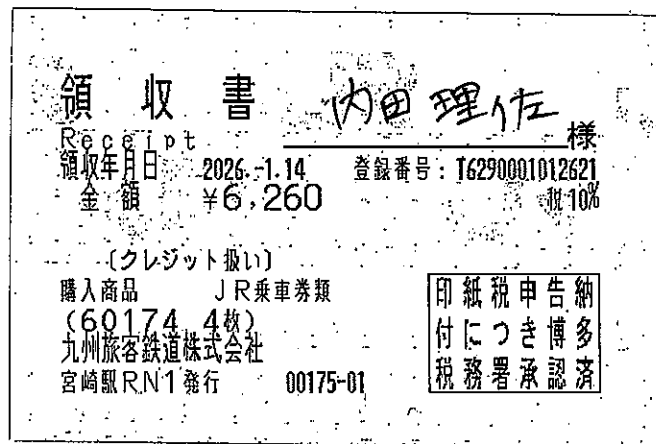 領収書 内田理佐 様
Receipt
領収年月日 2026.-1.14 登録番号:T6290001012621
金額 ¥6,260 税10%
(クレジット扱い)
購入商品 JR乗車券類
(60174 4枚)
九州旅客鉄道株式会社
宮崎駅RN1発行 00175-01
印紙税申告納
付につき博多
税務署承認済